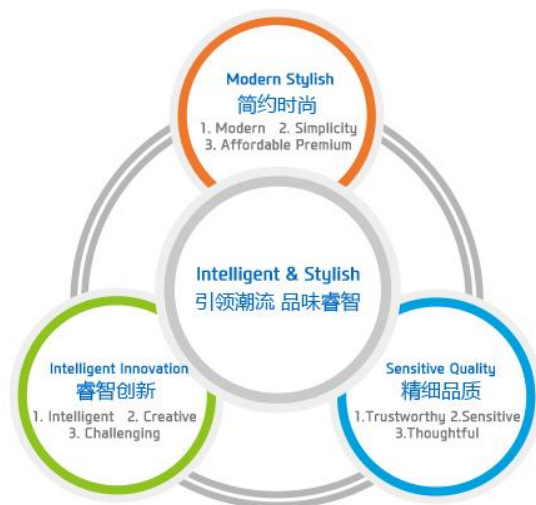 Modern Stylish
简约时尚
1. Modern 2. Simplicity
3. Affordable Premium
Intelligent & Stylish
引领潮流 品味睿智
Intelligent Innovation
睿智创新
1. Intelligent 2. Creative
3. Challenging
Sensitive Quality
精细品质
1.Trustworthy 2.Sensitive
3.Thoughtful